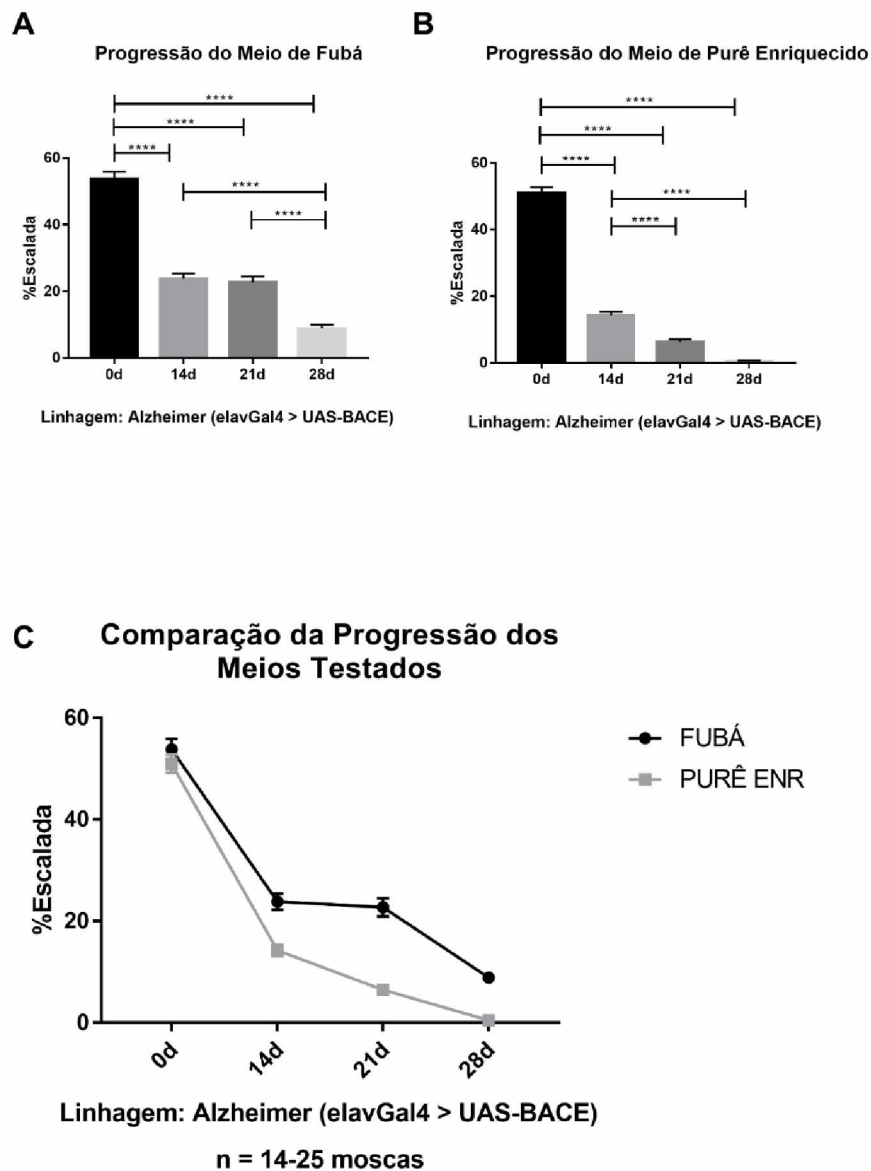 A
Progressão do Meio de Fubá
****
****
****
****
****
60
40
20
0
%Escalada
0d 14d 21d 28d
Linhagem: Alzheimer (elavGal4 > UAS-BACE)
B
Progressão do Meio de Purê Enriquecido
****
****
****
****
****
60
40
20
0
%Escalada
0d 14d 21d 28d
Linhagem: Alzheimer (elavGal4 > UAS-BACE)
C
Comparação da Progressão dos
Meios Testados
60
40
20
0
%Escalada
0d 14d 21d 28d
FUBÁ
PURÊ ENR
Linhagem: Alzheimer (elavGal4 > UAS-BACE)
n = 14-25 moscas